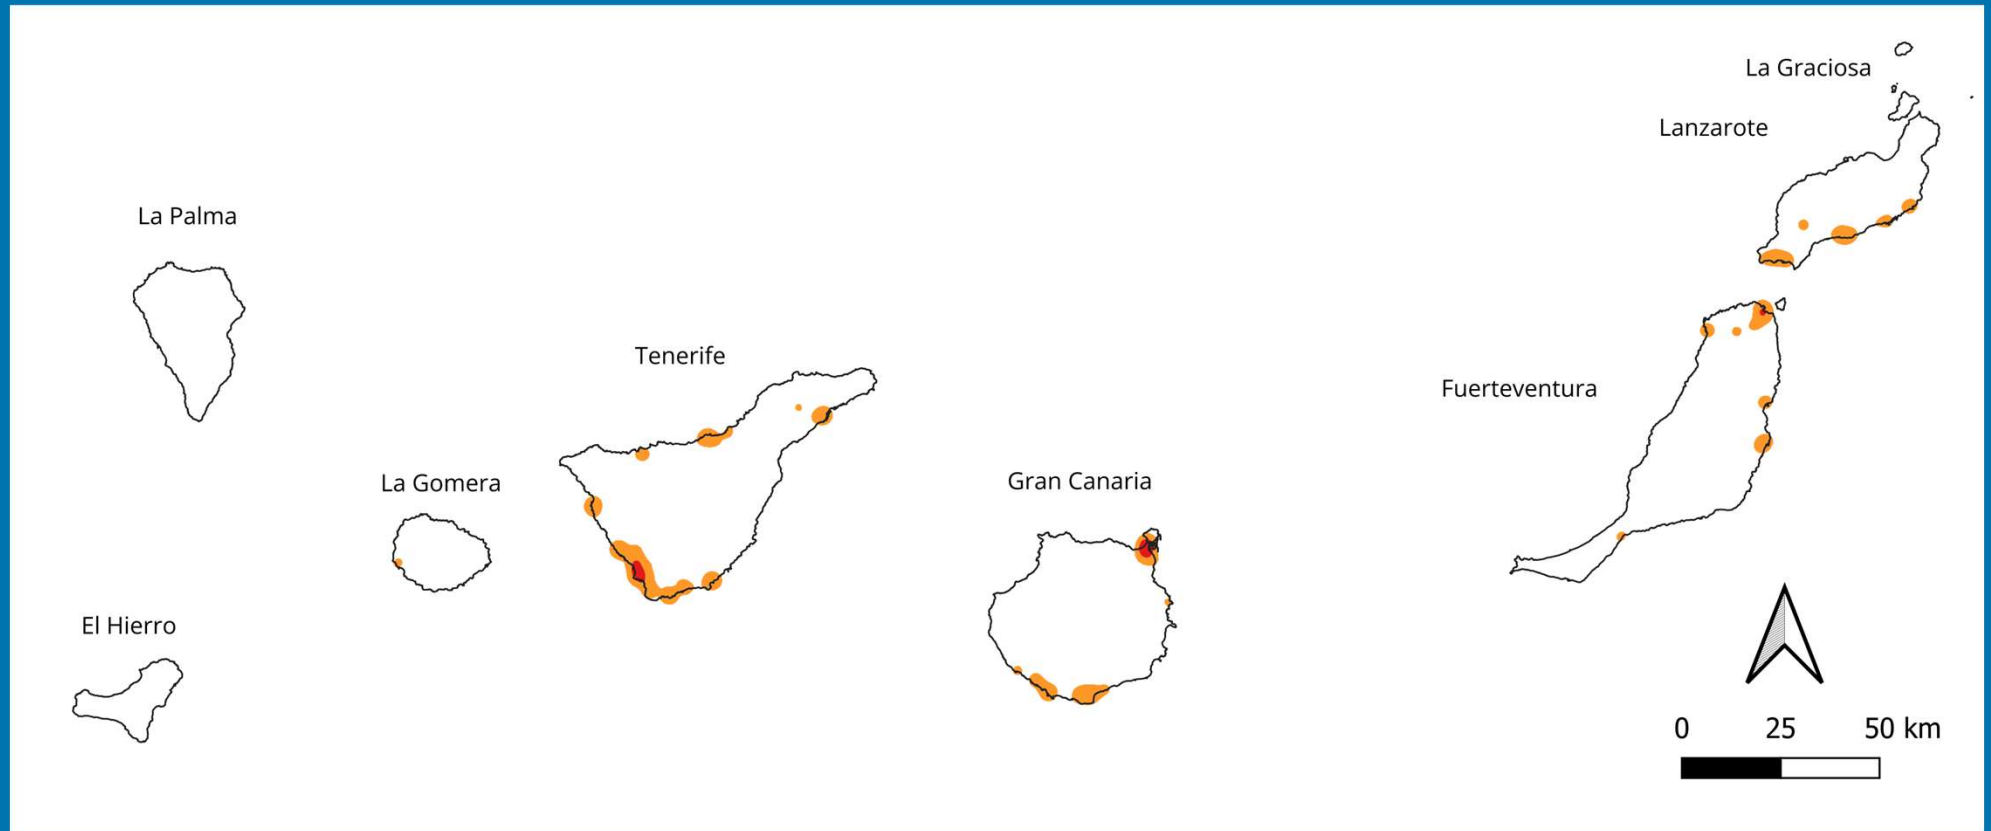 La Graciosa
Lanzarote
La Palma
Tenerife
Fuerteventura
La Gomera
Gran Canaria
El Hierro
0 25 50 km